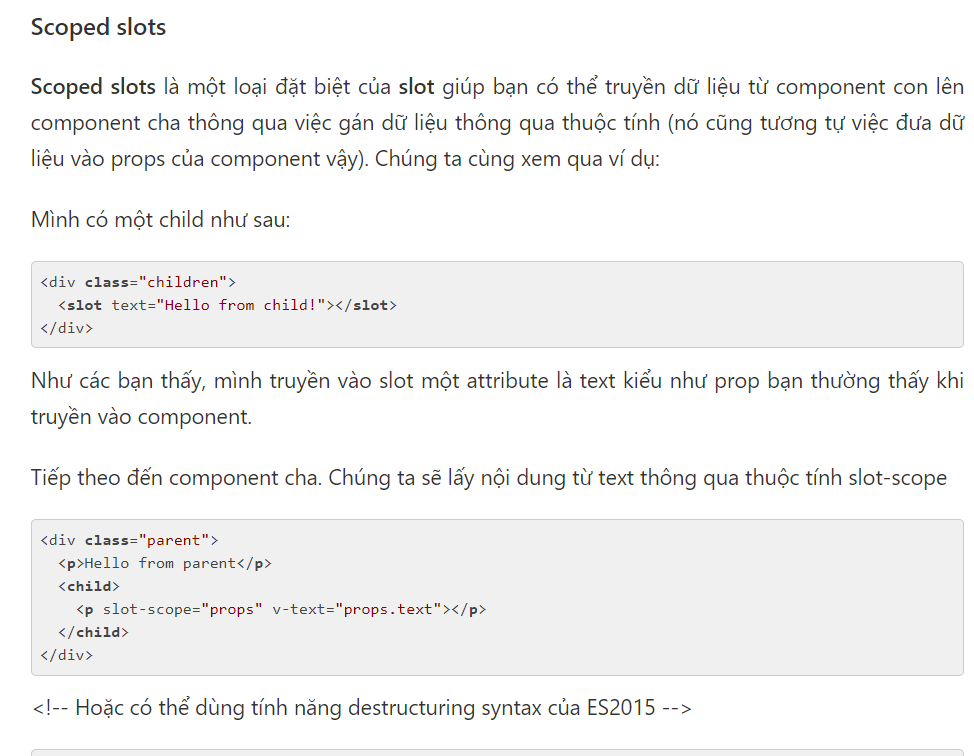 Scoped slots
Scoped slots là một loại đặt biệt của slot giúp bạn có thể truyền dữ liệu từ component con lên
component cha thông qua việc gán dữ liệu thông qua thuộc tính (nó cũng tương tự việc đưa dữ
liệu vào props của component vậy). Chúng ta cùng xem qua ví dụ:
Mình có một child như sau:
<div class="children">
  <slot text="Hello from child!"></slot>
</div>
Như các bạn thấy, mình truyền vào slot một attribute là text kiểu như prop bạn thường thấy khi
truyền vào component.
Tiếp theo đến component cha. Chúng ta sẽ lấy nội dung từ text thông qua thuộc tính slot-scope
<div class="parent">
  <p>Hello from parent</p>
  <child>
    <p slot-scope="props" v-text="props.text"></p>
  </child>
</div>
<!-- Hoặc có thể dùng tính năng destructuring syntax của ES2015 -->